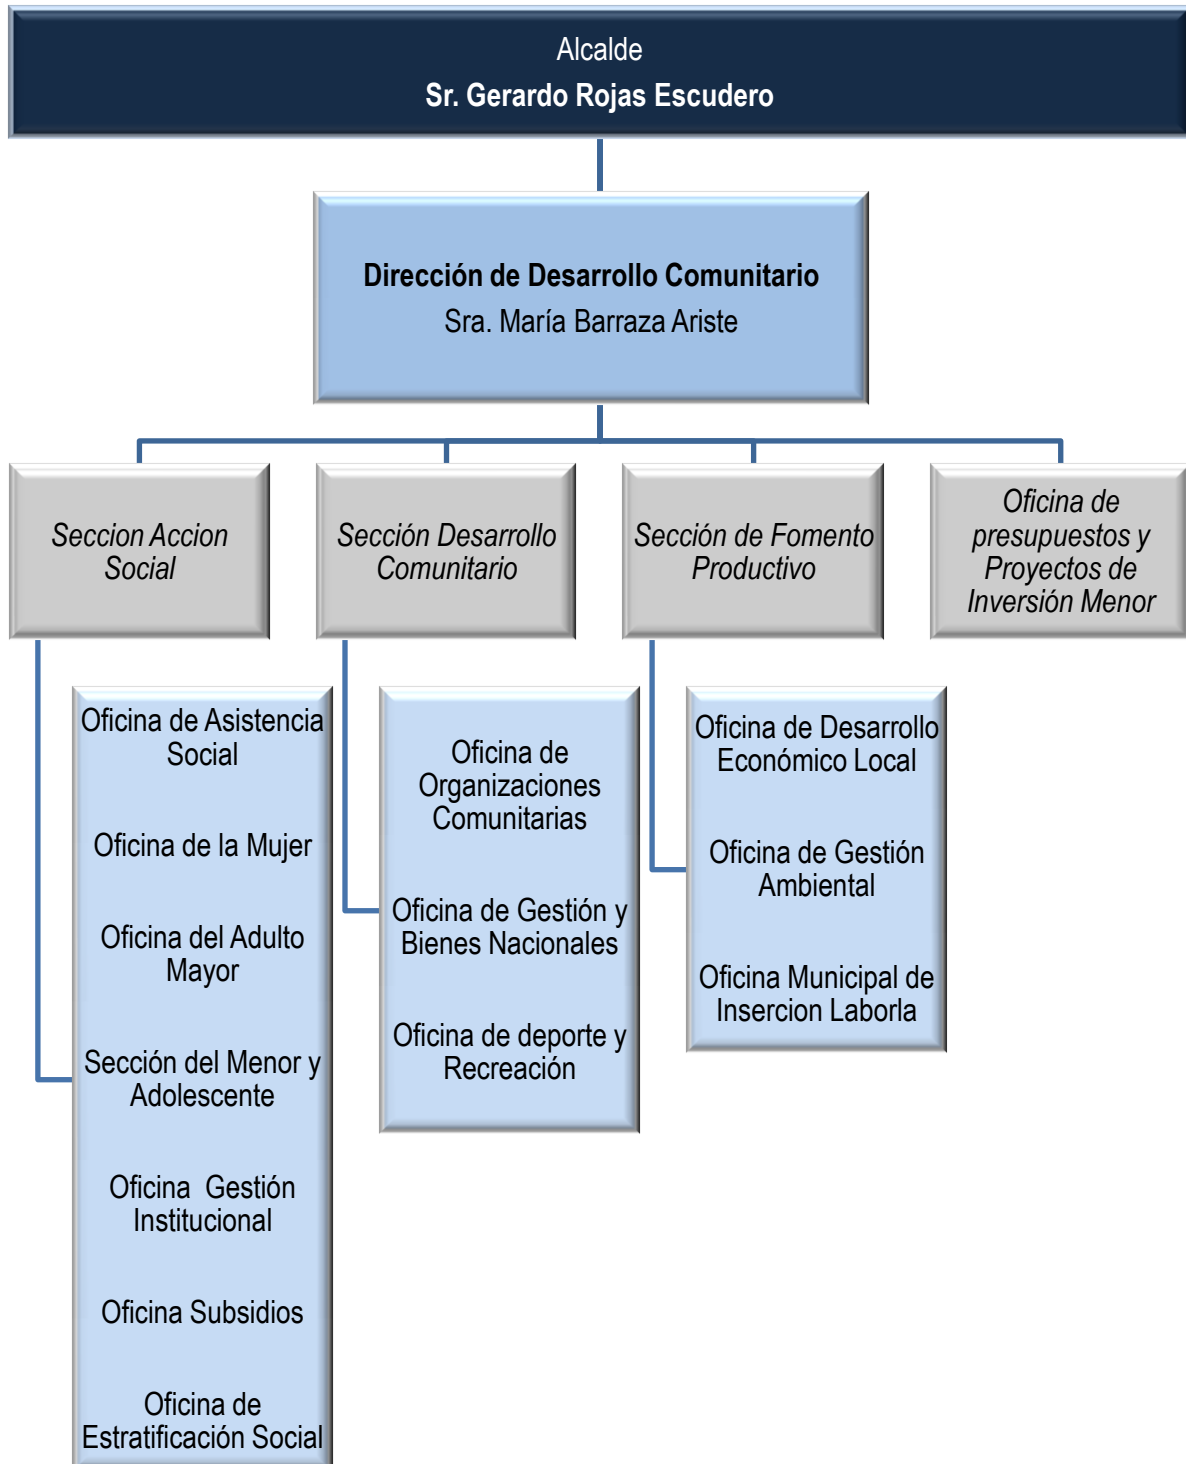 Alcalde
Sr. Gerardo Rojas Escudero
Dirección de Desarrollo Comunitario
Sra. María Barraza Ariste
Seccion Accion
Social
Sección Desarrollo
Comunitario
Sección de Fomento
Productivo
Oficina de
presupuestos y
Proyectos de
Inversión Menor
Oficina de Asistencia
Social
Oficina de la Mujer
Oficina del Adulto
Mayor
Sección del Menor y
Adolescente
Oficina  Gestión
Institucional
Oficina Subsidios
Oficina de
Estratificación Social
Oficina de
Organizaciones
Comunitarias
Oficina de Gestión y
Bienes Nacionales
Oficina de deporte y
Recreación
Oficina de Desarrollo
Económico Local
Oficina de Gestión
Ambiental
Oficina Municipal de
Insercion Laborla